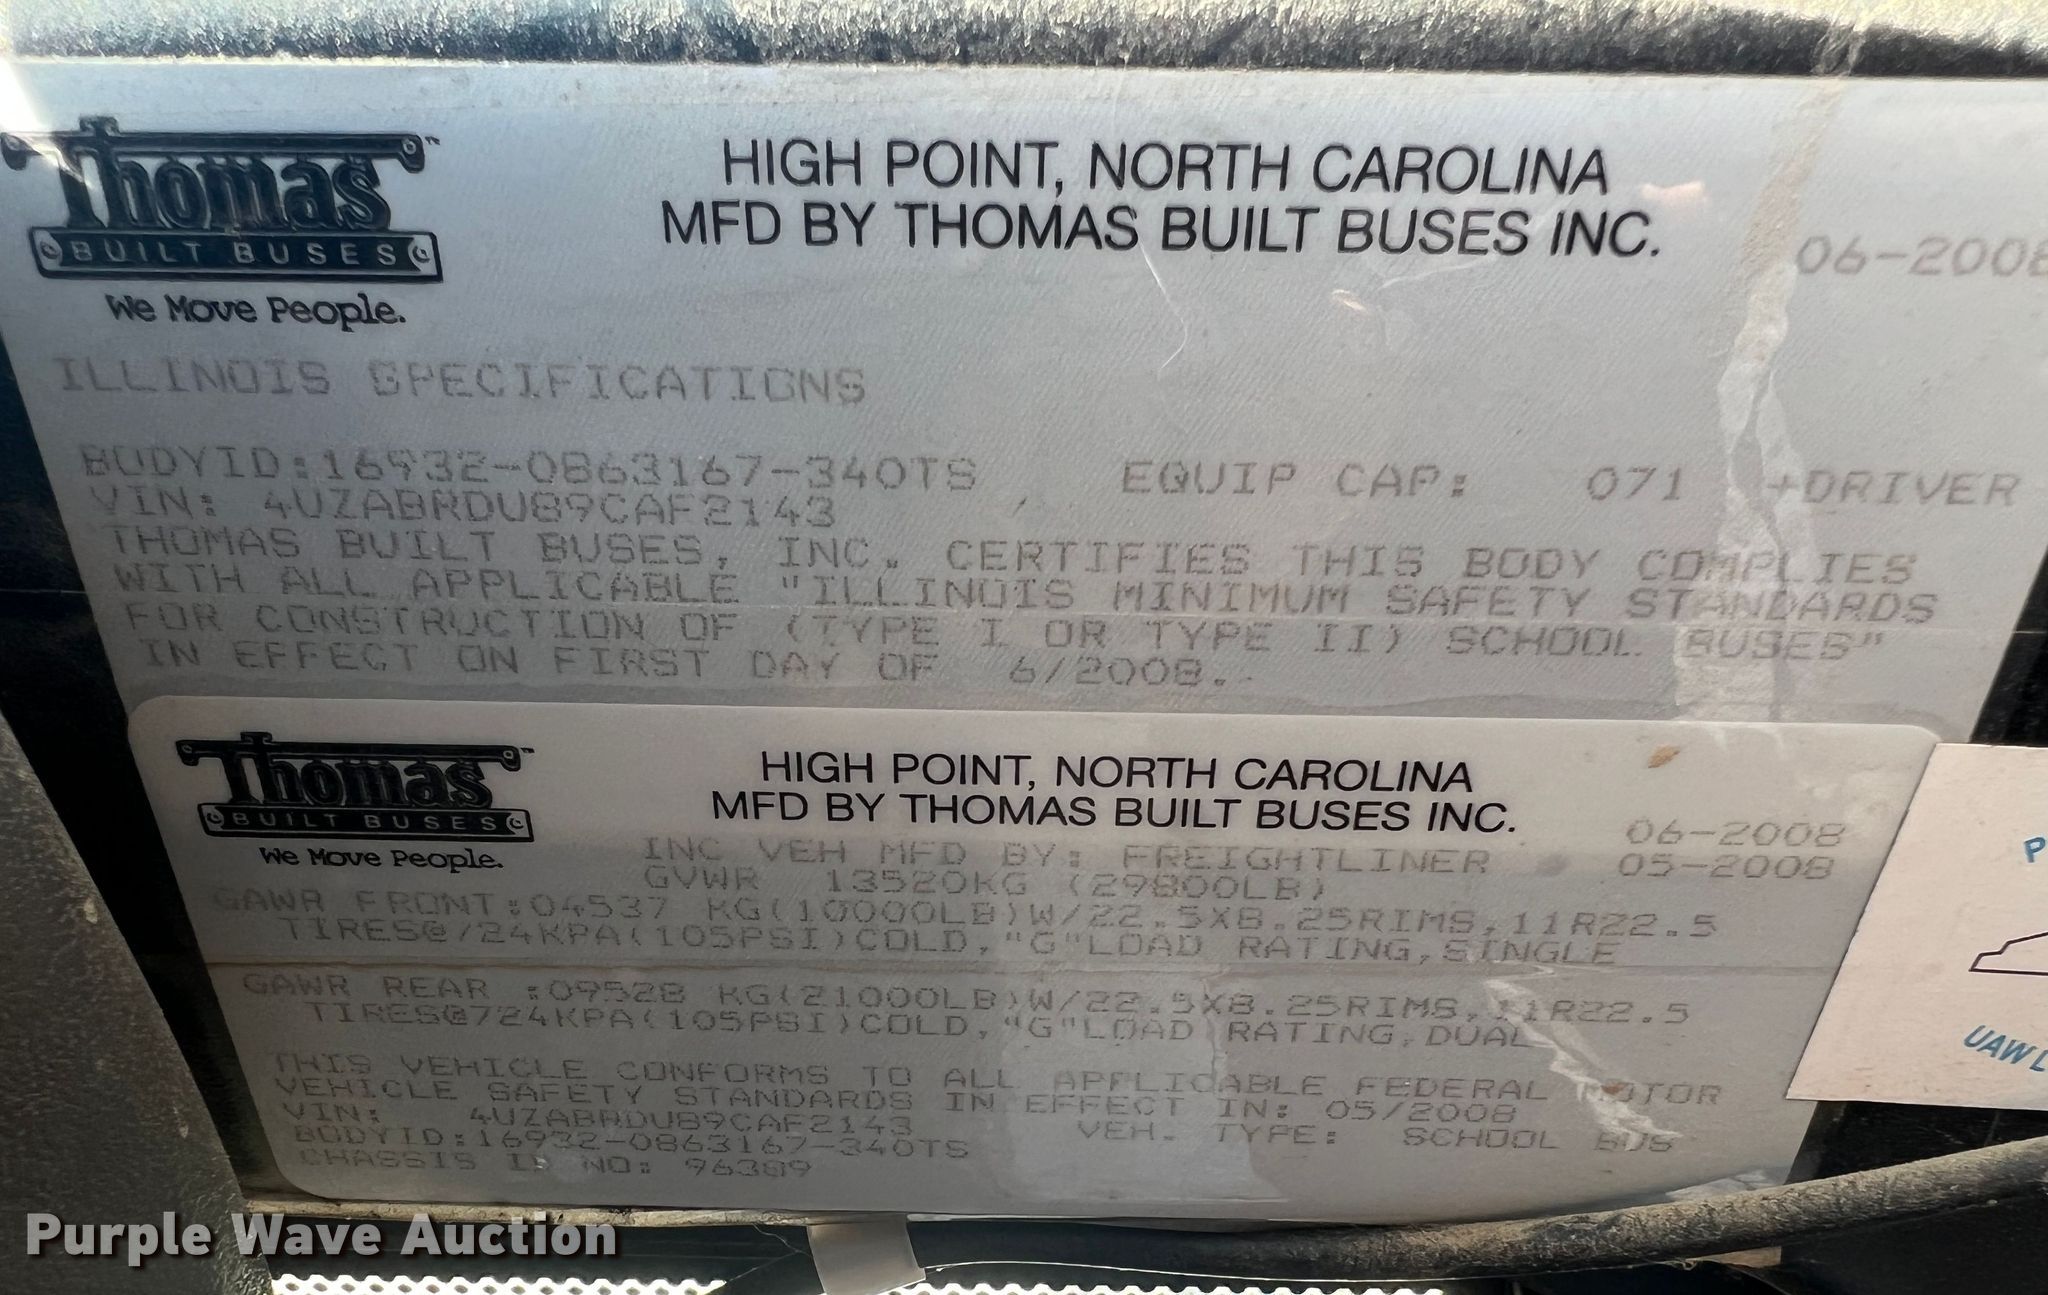 Thomas™
BUILT BUSES
We Move People.
HIGH POINT, NORTH CAROLINA
MFD BY THOMAS BUILT BUSES INC.
06-2008
ILLINOIS SPECIFICATIONS
BODYID:16932-0863167-340TS EQUIP CAP: 071 +DRIVER
VIN: 4UZABRDU89CAF2143
THOMAS BUILT BUSES, INC. CERTIFIES THIS BODY COMPLIES
WITH ALL APPLICABLE "ILLINOIS MINIMUM SAFETY STANDARDS
FOR CONSTRUCTION OF (TYPE I OR TYPE II) SCHOOL BUSES"
IN EFFECT ON FIRST DAY OF 6/2008.
Thomas™
BUILT BUSES
We Move People.
HIGH POINT, NORTH CAROLINA
MFD BY THOMAS BUILT BUSES INC.
06-2008
INC VEH MFD BY: FREIGHTLINER 05-2008
GVWR 13520KG (29800LB)
GAWR FRONT:04537 KG(10000LB)W/22.5X8.25RIMS,11R22.5
TIRES@724KPA(105PSI)COLD,"G"LOAD RATING,SINGLE
GAWR REAR :09528 KG(21000LB)W/22.5X8.25RIMS,11R22.5
TIRES@724KPA(105PSI)COLD,"G"LOAD RATING,DUAL
THIS VEHICLE CONFORMS TO ALL APPLICABLE FEDERAL MOTOR
VEHICLE SAFETY STANDARDS IN EFFECT IN: 05/2008
VIN: 4UZABRDU89CAF2143 VEH. TYPE: SCHOOL BUS
BODYID:16932-0863167-340TS
CHASSIS ID NO: 96389
P
UAW L
Purple Wave Auction